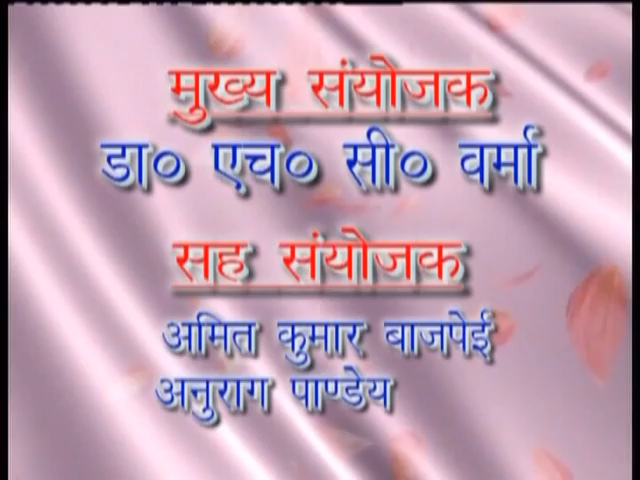 मुख्य संयोजक
डा० एच० सी० वर्मा
सह संयोजक
अमित कुमार बाजपेई
अनुराग पाण्डेय